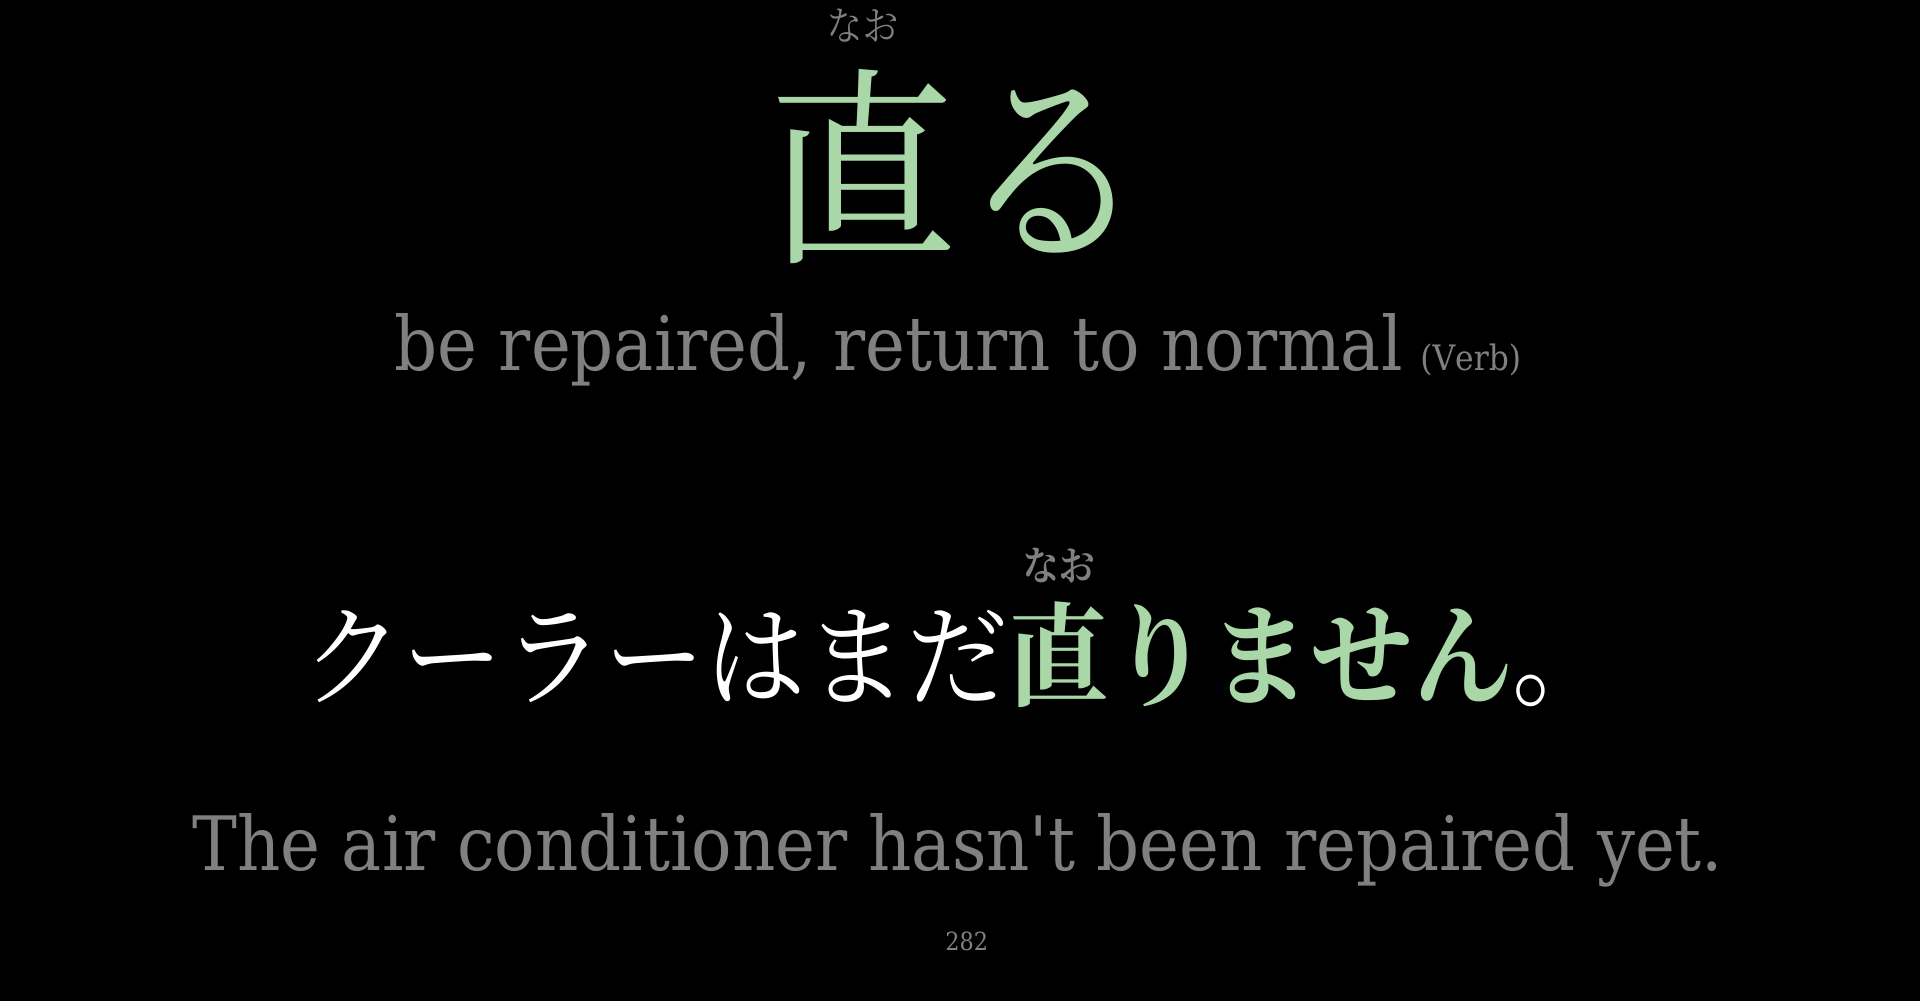 なお
直る
be repaired, return to normal (Verb)
なお
クーラーはまだ直りません。
The air conditioner hasn't been repaired yet.
282